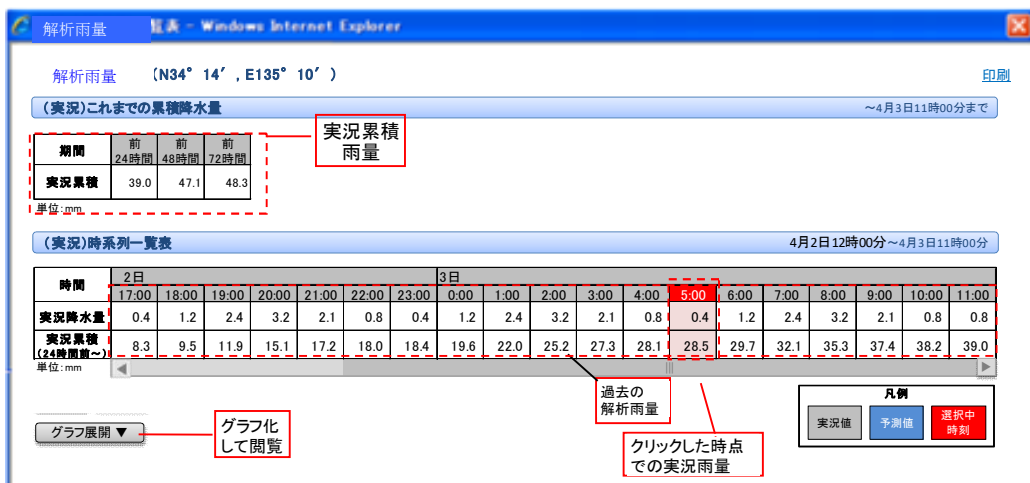 解析雨量 覧表 - Windows Internet Explorer
解析雨量 (N34° 14′, E135° 10′) 印刷
(実況)これまでの累積降水量 ~4月3日11時00分まで
実況累積
雨量
期間 前24時間 前48時間 前72時間
実況累積 39.0 47.1 48.3
単位:mm
(実況)時系列一覧表 4月2日12時00分~4月3日11時00分
時間 2日 3日
17:00 18:00 19:00 20:00 21:00 22:00 23:00 0:00 1:00 2:00 3:00 4:00 5:00 6:00 7:00 8:00 9:00 10:00 11:00
実況降水量 0.4 1.2 2.4 3.2 2.1 0.8 0.4 1.2 2.4 3.2 2.1 0.8 0.4 1.2 2.4 3.2 2.1 0.8 0.8
実況累積
(24時間前~) 8.3 9.5 11.9 15.1 17.2 18.0 18.4 19.6 22.0 25.2 27.3 28.1 28.5 29.7 32.1 35.3 37.4 38.2 39.0
単位:mm
過去の
解析雨量
凡例
実況値 予測値 選択中
時刻
グラフ展開 ▼
グラフ化
して閲覧
クリックした時点
での実況雨量